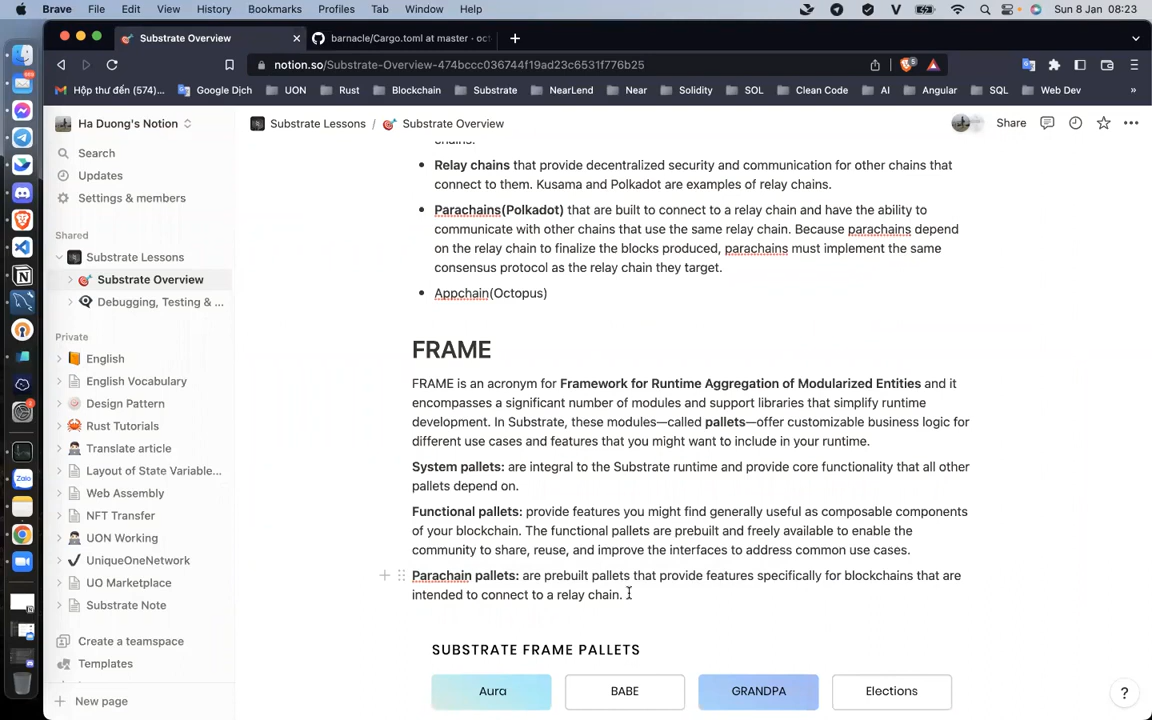 Brave File Edit View History Bookmarks Profiles Tab Window Help Sun 8 Jan 08:23
Substrate Overview barnacle/Cargo.toml at master · oct
notion.so/Substrate-Overview-474bccc036744f19ad23c6531f776b25
Hộp thư đến (574)... Google Dịch UON Rust Blockchain Substrate NearLend Near Solidity SOL Clean Code AI Angular SQL Web Dev »
Ha Duong's Notion
Search
Updates
Settings & members
Shared
Substrate Lessons
Substrate Overview
Debugging, Testing & ...
Private
English
English Vocabulary
Design Pattern
Rust Tutorials
Translate article
Layout of State Variable...
Web Assembly
NFT Transfer
UON Working
UniqueOneNetwork
UO Marketplace
Substrate Note
Create a teamspace
Templates
New page
Substrate Lessons / Substrate Overview Share
chains.
• Relay chains that provide decentralized security and communication for other chains that
connect to them. Kusama and Polkadot are examples of relay chains.
• Parachains(Polkadot) that are built to connect to a relay chain and have the ability to
communicate with other chains that use the same relay chain. Because parachains depend
on the relay chain to finalize the blocks produced, parachains must implement the same
consensus protocol as the relay chain they target.
• Appchain(Octopus)
FRAME
FRAME is an acronym for Framework for Runtime Aggregation of Modularized Entities and it
encompasses a significant number of modules and support libraries that simplify runtime
development. In Substrate, these modules—called pallets—offer customizable business logic for
different use cases and features that you might want to include in your runtime.
System pallets: are integral to the Substrate runtime and provide core functionality that all other
pallets depend on.
Functional pallets: provide features you might find generally useful as composable components
of your blockchain. The functional pallets are prebuilt and freely available to enable the
community to share, reuse, and improve the interfaces to address common use cases.
Parachain pallets: are prebuilt pallets that provide features specifically for blockchains that are
intended to connect to a relay chain.
SUBSTRATE FRAME PALLETS
Aura BABE GRANDPA Elections
?